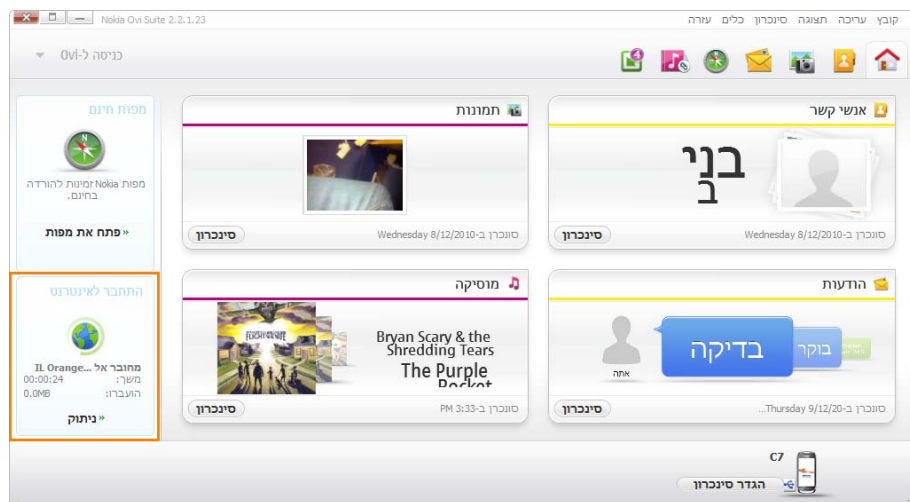 Nokia Ovi Suite 2.2.1.23
קובץ עריכה תצוגה סינכרון כלים עזרה
כניסה ל-Ovi
4
אנשי קשר
בני
ב
סונכרן ב-Wednesday 8/12/2010
סינכרון
תמונות
סונכרן ב-Wednesday 8/12/2010
סינכרון
מפות חינם
N
מפות Nokia זמינות להורדה
בחינם.
»פתח את מפות
הודעות
בוקר
בדיקה
אתה
סונכרן ב-Thursday 9/12/20...
סינכרון
מוסיקה
Bryan Scary & the
Shredding Tears
The Purple
Rocket
סונכרן ב-3:33 PM
סינכרון
התחבר לאינטרנט
מחובר אל IL Orange...
משך: 00:00:24
הועברו: 0.0MB
»ניתוק
C7
הגדר סינכרון